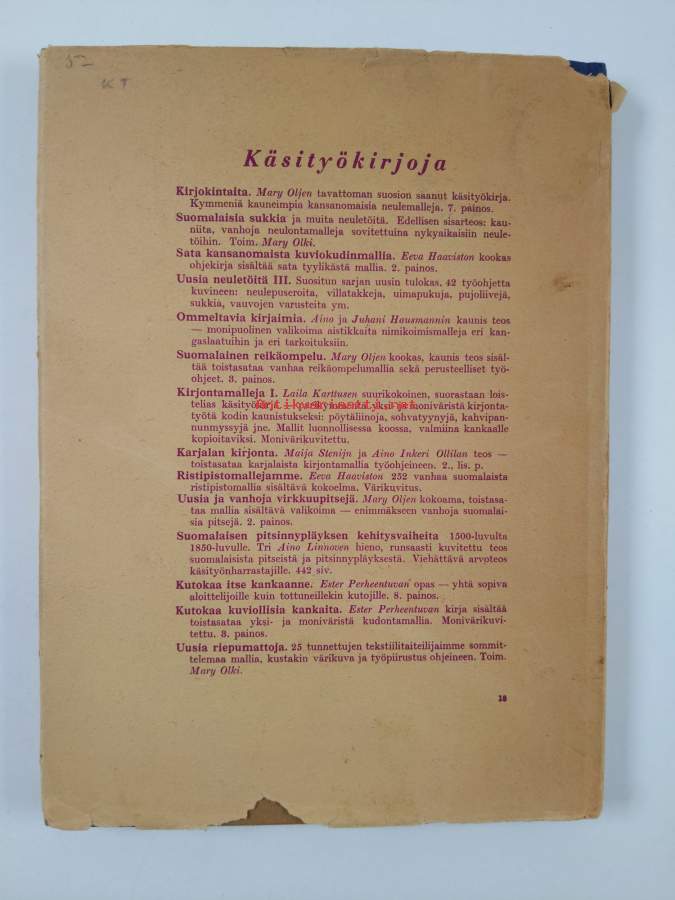 5-
KT
Käsityökirjoja
Kirjokintaita. Mary Oljen tavattoman suosion saanut käsityökirja.
Kymmeniä kauneimpia kansanomaisia neulemalleja. 7. painos.
Suomalaisia sukkia ja muita neuletöitä. Edellisen sisarteos: kau-
niita, vanhoja neulontamalleja sovitettuina nykyaikaisiin neule-
töihin. Toim. Mary Olki.
Sata kansanomaista kuviokudinmallia. Eeva Haaviston kookas
ohjekirja sisältää sata tyylikästä mallia. 2. painos.
Uusia neuletöitä III. Suositun sarjan uusin tulokas. 42 työohjetta
kuvineen: neulepuseroita, villatakkeja, uimapukuja, pujoliivejä,
sukkia, vauvojen varusteita ym.
Ommeltavia kirjaimia. Aino ja Juhani Hausmannin kaunis teos
— monipuolinen valikoima aistikkaita nimikoimismalleja eri kan-
gaslaatuihin ja eri tarkoituksiin.
Suomalainen reikäompelu. Mary Oljen kookas, kaunis teos sisäl-
tää toistasataa vanhaa reikäompelumallia sekä perusteelliset työ-
ohjeet. 3. painos.
Kirjontamalleja I. Laila Karttusen suurikokoinen, suorastaan lois-
telias käsityökirja — parikymmentä yksi- ja moniväristä kirjonta-
työtä kodin kaunistukseksi: pöytäliinoja, sohvatyynyjä, kahvipan-
nunmyssyjä jne. Mallit luonnollisessa koossa, valmiina kankaalle
kopioitaviksi. Monivärikuvitettu.
Karjalan kirjonta. Maija Stenijn ja Aino Inkeri Ollilan teos —
toistasataa karjalaista kirjontamallia työohjeineen. 2., lis. p.
Ristipistomallejamme. Eeva Haaviston 252 vanhaa suomalaista
ristipistomallia sisältävä kokoelma. Värikuvitus.
Uusia ja vanhoja virkkuupitsejä. Mary Oljen kokoama, toistasa-
taa mallia sisältävä valikoima — enimmäkseen vanhoja suomalai-
sia pitsejä. 2. painos.
Suomalaisen pitsinnypläyksen kehitysvaiheita 1500-luvulta
1850-luvulle. Tri Aino Linnoven hieno, runsaasti kuvitettu teos
suomalaisista pitseistä ja pitsinnypläyksestä. Viehättävä arvoteos
käsityönharrastajille. 442 siv.
Kutokaa itse kankaanne. Ester Perheentuvan opas — yhtä sopiva
aloittelijoille kuin tottuneillekin kutojille. 8. painos.
Kutokaa kuviollisia kankaita. Ester Perheentuvan kirja sisältää
toistasataa yksi- ja moniväristä kudontamallia. Monivärikuvi-
tettu. 3. painos.
Uusia riepumattoja. 25 tunnettujen tekstiilitaiteilijaimme sommit-
telemaa mallia, kustakin värikuva ja työpiirustus ohjeineen. Toim.
Mary Olki.
18